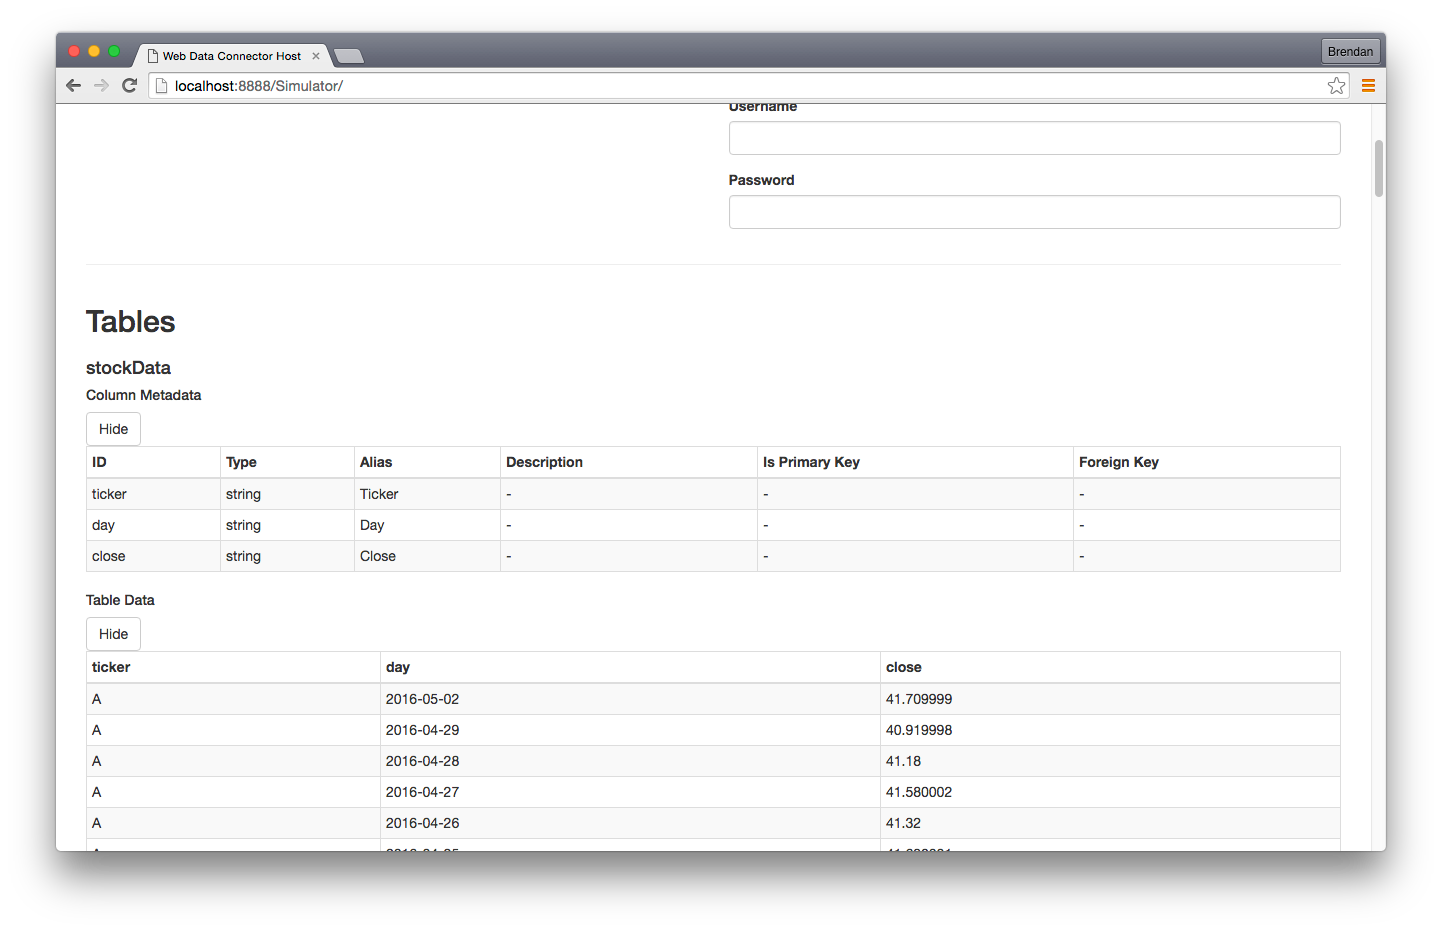 Web Data Connector Host
Brendan
localhost:8888/Simulator/
Username
Password
Tables
stockData
Column Metadata
Hide
ID Type Alias Description Is Primary Key Foreign Key
ticker string Ticker - - -
day string Day - - -
close string Close - - -
Table Data
Hide
ticker day close
A 2016-05-02 41.709999
A 2016-04-29 40.919998
A 2016-04-28 41.18
A 2016-04-27 41.580002
A 2016-04-26 41.32